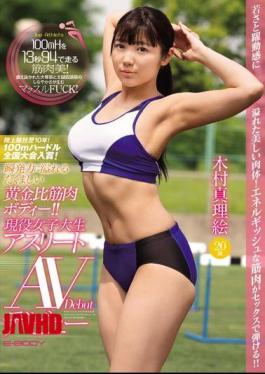 若さと躍動感に
溢れた美しい肉体！エネルギッシュな筋肉がセックスで弾ける!!
Top Athlete
100mHを
13秒94で走る
筋肉美!
マッスルFUCK!
陸上競技歴10年!
100mハードル
全国大会入賞!
瞬発力に溢れる
たくましい
黄金比筋肉
ボディー!!
現役女子大生
アスリート
AV
Debut
木村真理絵
20歳
JAVHD
E-BODY